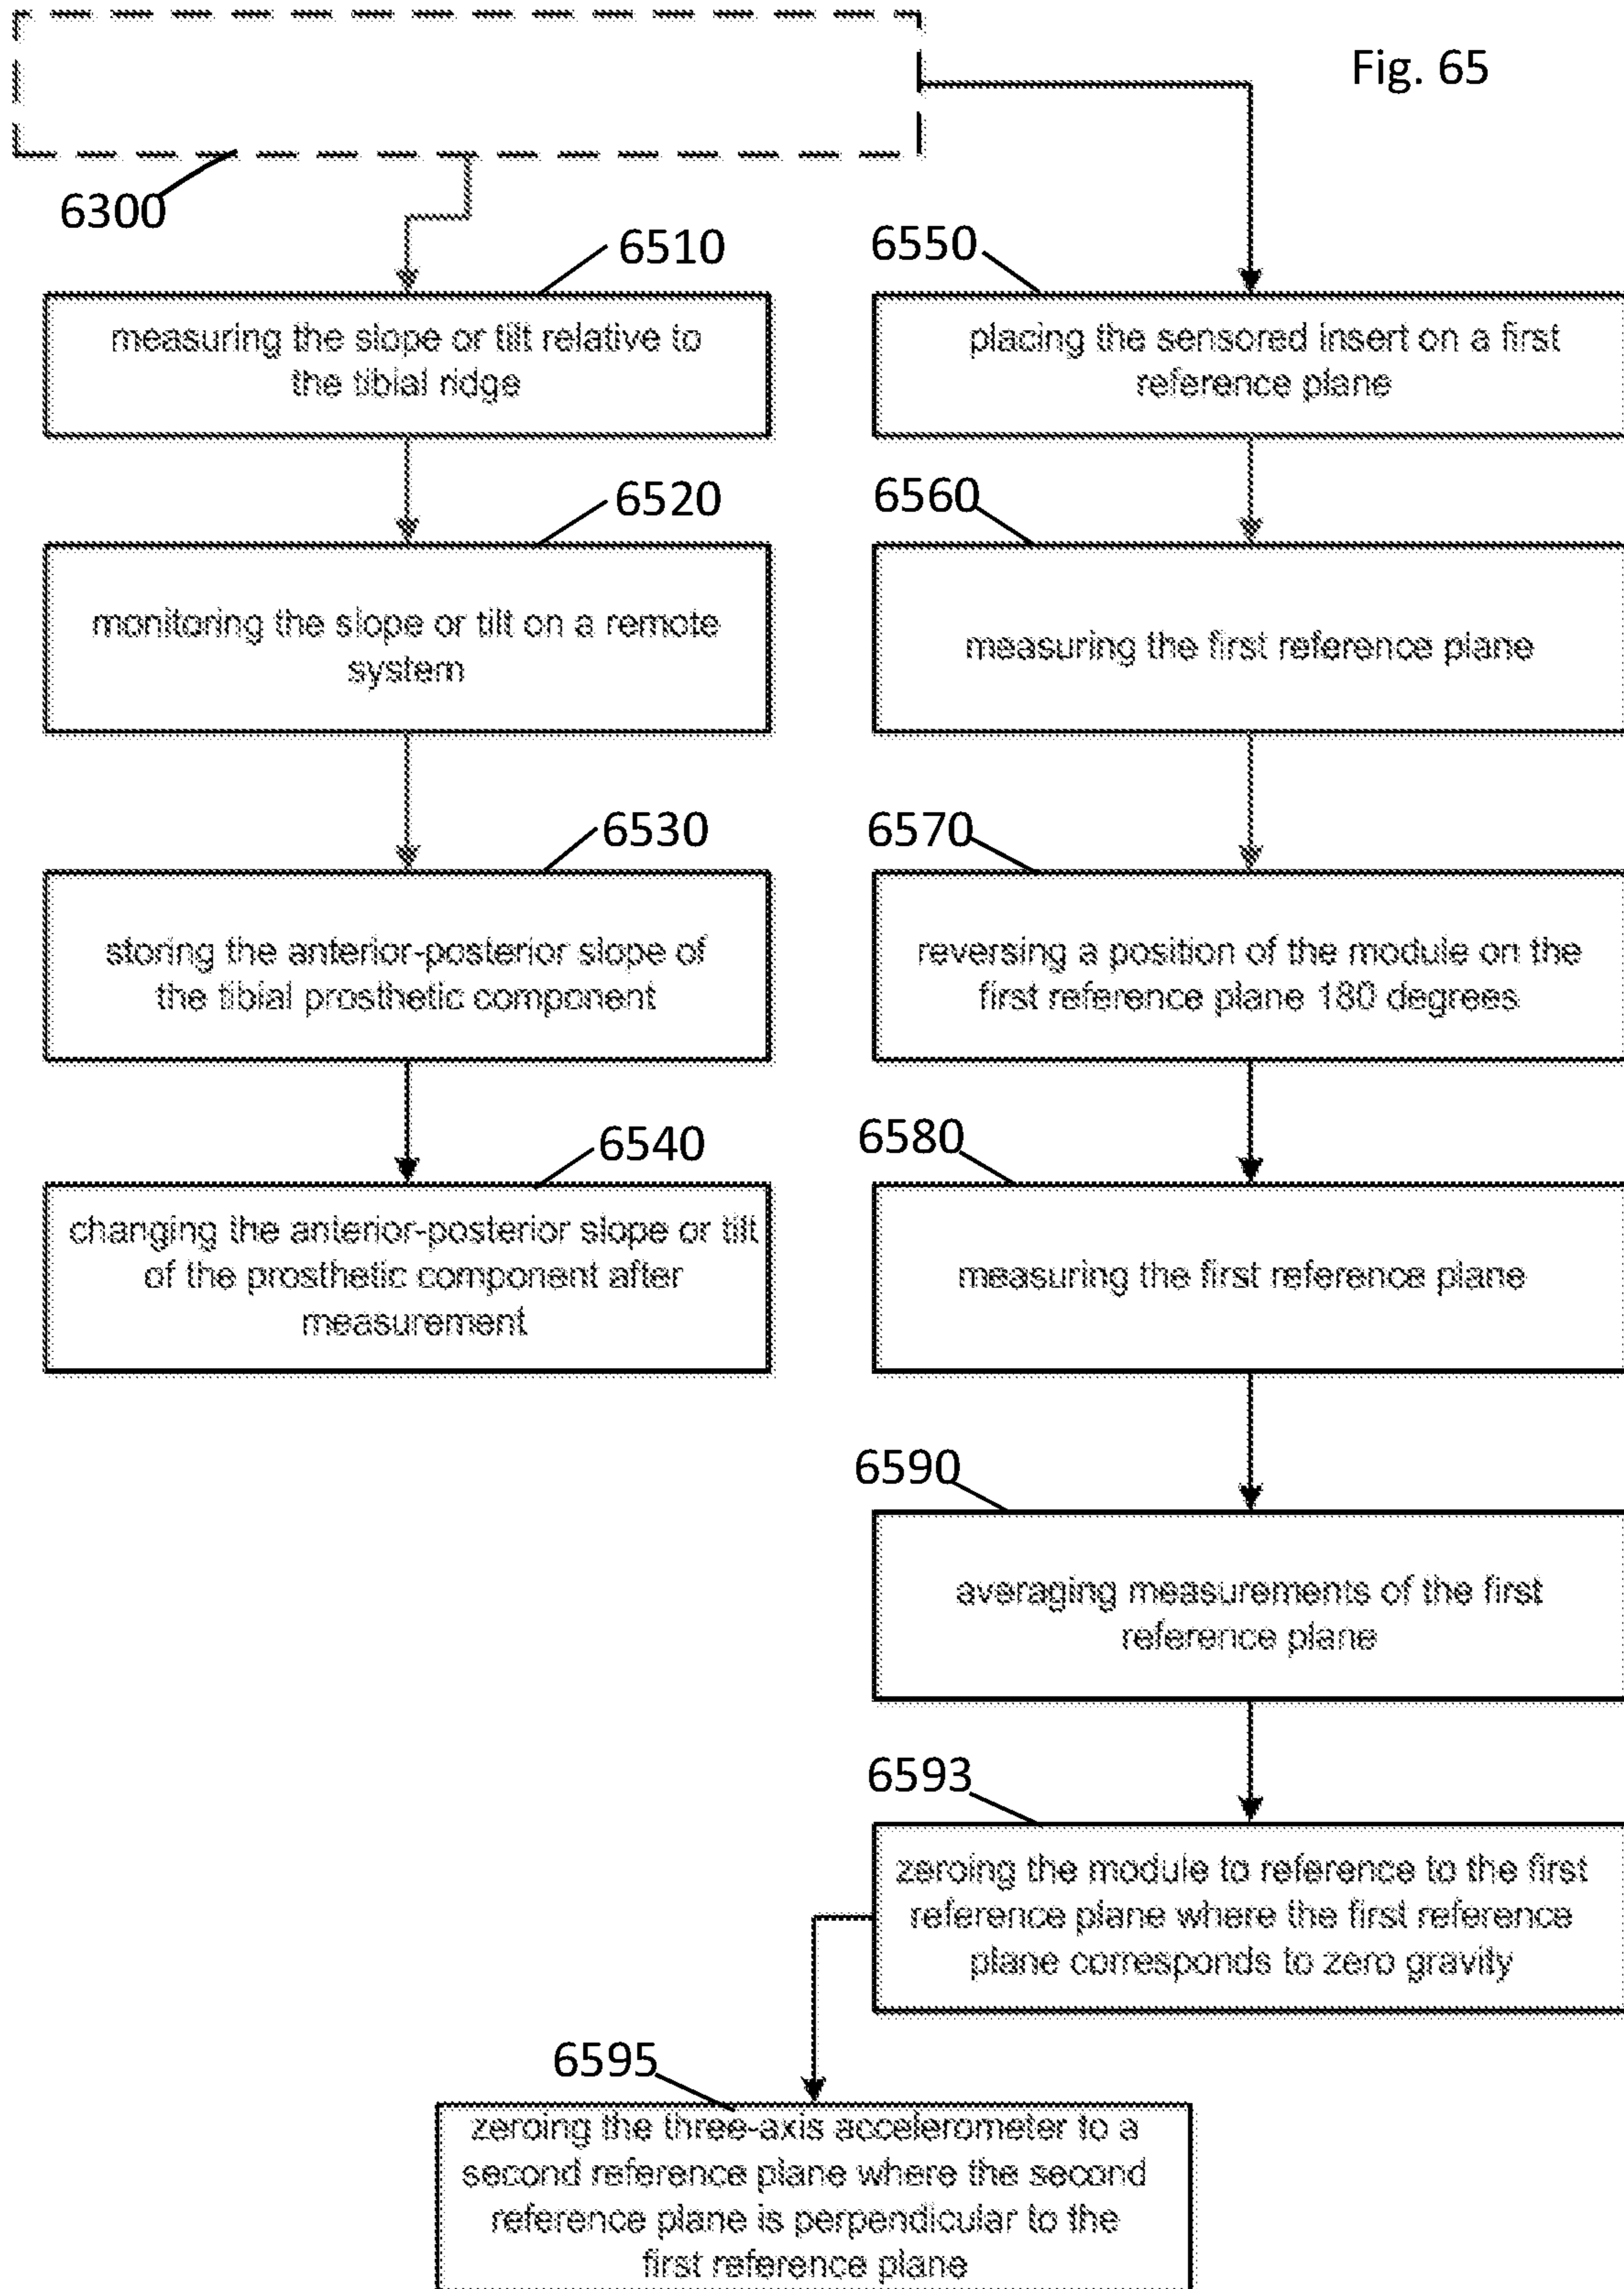 Fig. 65
6300
6510
measuring the slope or tilt relative to
the tibial ridge
6520
monitoring the slope or tilt on a remote
system
6530
storing the anterior-posterior slope of
the tibial prosthetic component
6540
changing the anterior-posterior slope or tilt
of the prosthetic component after
measurement
6550
placing the sensored insert on a first
reference plane
6560
measuring the first reference plane
6570
reversing a position of the module on the
first reference plane 180 degrees
6580
measuring the first reference plane
6590
averaging measurements of the first
reference plane
6593
zeroing the module to reference to the first
reference plane where the first reference
plane corresponds to zero gravity
6595
zeroing the three-axis accelerometer to a
second reference plane where the second
reference plane is perpendicular to the
first reference plane